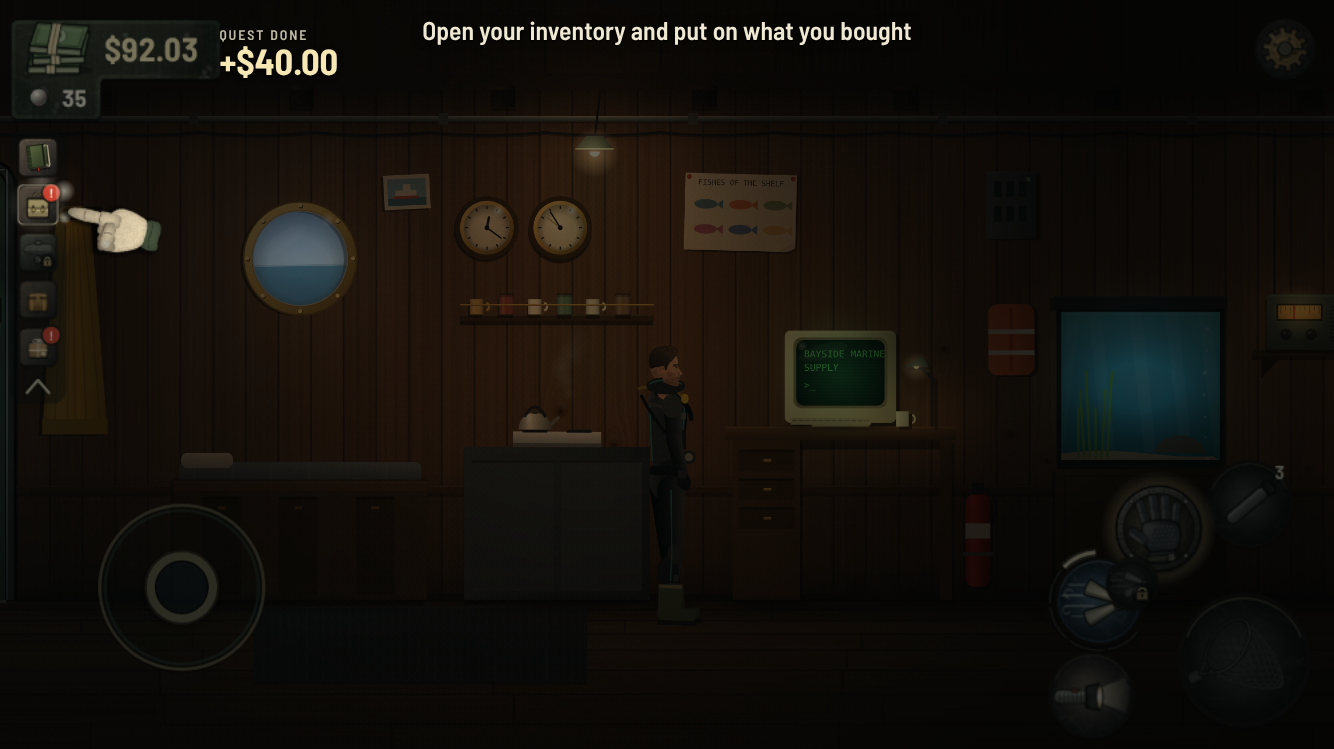 Open your inventory and put on what you bought
QUEST DONE
$92.03
+$40.00
35
!
!
FISHES OF THE SHELF
BAYSIDE MARINE
SUPPLY
>_
3